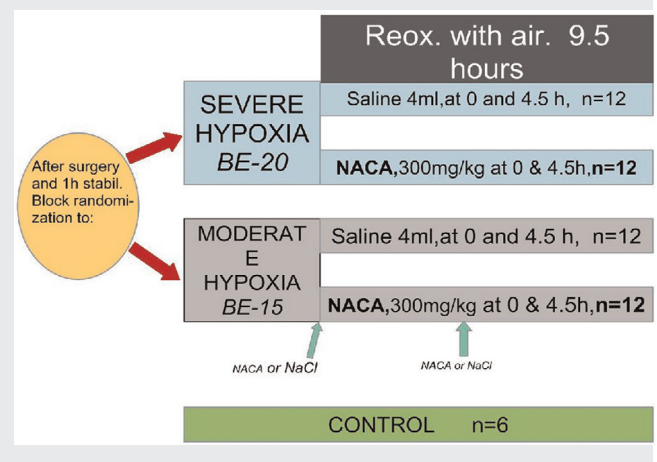 Reox. with air.  9.5
hours
SEVERE
HYPOXIA
BE-20
Saline 4ml,at 0 and 4.5 h,  n=12
NACA,300mg/kg at 0 & 4.5h,n=12
After surgery
and 1h stabil.
Block randomi-
zation to:
MODERAT
E
HYPOXIA
BE-15
Saline 4ml,at 0 and 4.5 h,  n=12
NACA,300mg/kg at 0 & 4.5h,n=12
NACA or NaCl
NACA or NaCl
CONTROL     n=6